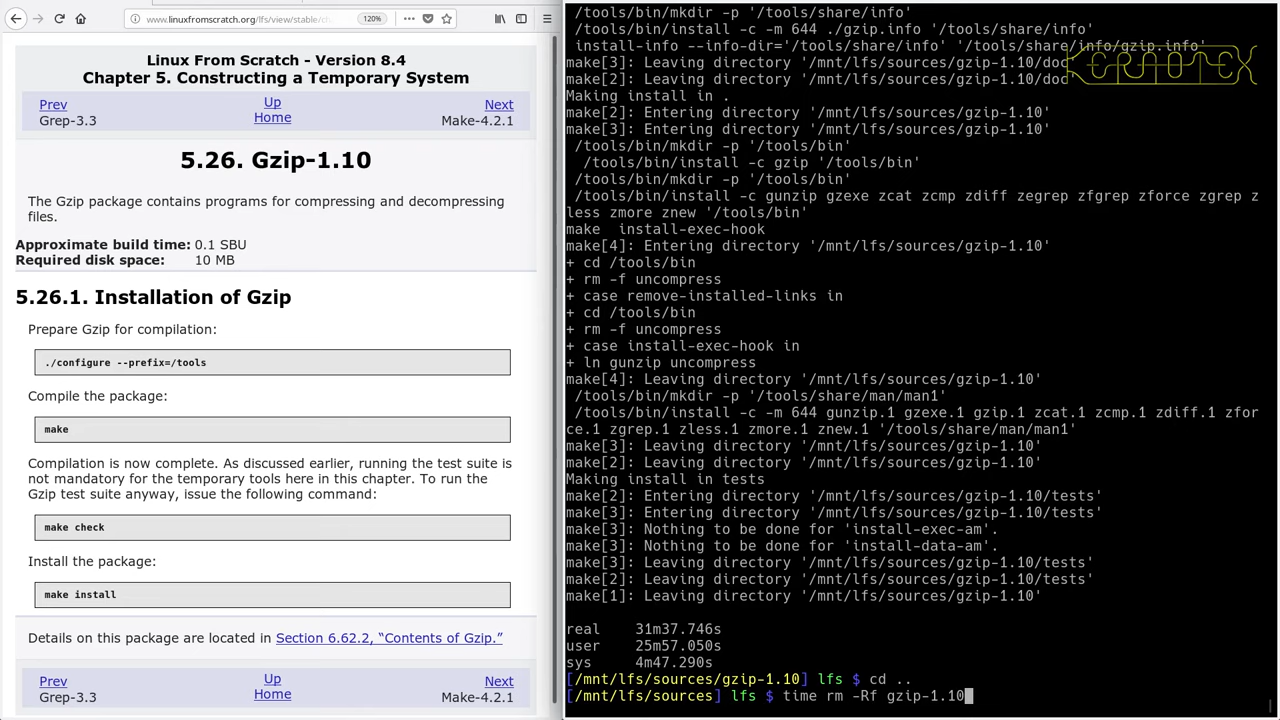 www.linuxfromscratch.org/lfs/view/stable/ch
120%
Linux From Scratch - Version 8.4
Chapter 5. Constructing a Temporary System
Prev Up Next
Grep-3.3 Home Make-4.2.1
5.26. Gzip-1.10
The Gzip package contains programs for compressing and decompressing
files.
Approximate build time: 0.1 SBU
Required disk space: 10 MB
5.26.1. Installation of Gzip
Prepare Gzip for compilation:
./configure --prefix=/tools
Compile the package:
make
Compilation is now complete. As discussed earlier, running the test suite is
not mandatory for the temporary tools here in this chapter. To run the
Gzip test suite anyway, issue the following command:
make check
Install the package:
make install
Details on this package are located in Section 6.62.2, “Contents of Gzip.”
Prev Up Next
Grep-3.3 Home Make-4.2.1
/tools/bin/mkdir -p '/tools/share/info'
/tools/bin/install -c -m 644 ./gzip.info '/tools/share/info'
install-info --info-dir='/tools/share/info' '/tools/share/info/gzip.info'
make[3]: Leaving directory '/mnt/lfs/sources/gzip-1.10/doc'
make[2]: Leaving directory '/mnt/lfs/sources/gzip-1.10/doc
Making install in .
make[2]: Entering directory '/mnt/lfs/sources/gzip-1.10'
make[3]: Entering directory '/mnt/lfs/sources/gzip-1.10'
/tools/bin/mkdir -p '/tools/bin'
/tools/bin/install -c gzip '/tools/bin'
/tools/bin/mkdir -p '/tools/bin'
/tools/bin/install -c gunzip gzexe zcat zcmp zdiff zegrep zfgrep zforce zgrep z
less zmore znew '/tools/bin'
make  install-exec-hook
make[4]: Entering directory '/mnt/lfs/sources/gzip-1.10'
+ cd /tools/bin
+ rm -f uncompress
+ case remove-installed-links in
+ cd /tools/bin
+ rm -f uncompress
+ case install-exec-hook in
+ ln gunzip uncompress
make[4]: Leaving directory '/mnt/lfs/sources/gzip-1.10'
/tools/bin/mkdir -p '/tools/share/man/man1'
/tools/bin/install -c -m 644 gunzip.1 gzexe.1 gzip.1 zcat.1 zcmp.1 zdiff.1 zfor
ce.1 zgrep.1 zless.1 zmore.1 znew.1 '/tools/share/man/man1'
make[3]: Leaving directory '/mnt/lfs/sources/gzip-1.10'
make[2]: Leaving directory '/mnt/lfs/sources/gzip-1.10'
Making install in tests
make[2]: Entering directory '/mnt/lfs/sources/gzip-1.10/tests'
make[3]: Entering directory '/mnt/lfs/sources/gzip-1.10/tests'
make[3]: Nothing to be done for 'install-exec-am'.
make[3]: Nothing to be done for 'install-data-am'.
make[3]: Leaving directory '/mnt/lfs/sources/gzip-1.10/tests'
make[2]: Leaving directory '/mnt/lfs/sources/gzip-1.10/tests'
make[1]: Leaving directory '/mnt/lfs/sources/gzip-1.10'
real 31m37.746s
user 25m57.050s
sys 4m47.290s
[/mnt/lfs/sources/gzip-1.10] lfs $ cd ..
[/mnt/lfs/sources] lfs $ time rm -Rf gzip-1.10